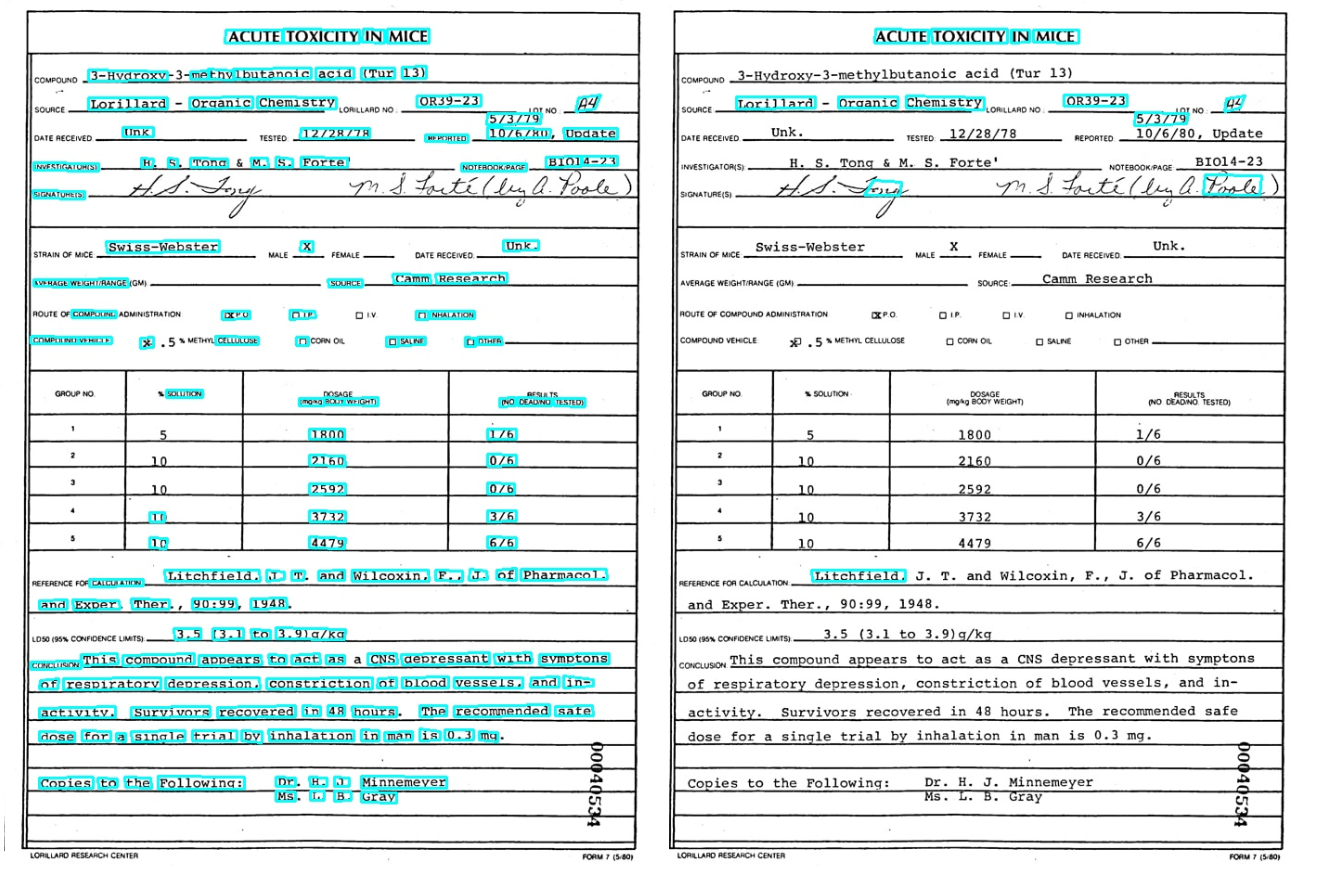 ACUTE TOXICITY IN MICE
COMPOUND 3-Hydroxy-3-methylbutanoic acid (Tur 13)
SOURCE Lorillard - Organic Chemistry LORILLARD NO.: OR39-23 LOT NO.: A4
5/3/79
DATE RECEIVED Unk. TESTED: 12/28/78 REPORTED: 10/6/80, Update
INVESTIGATOR(S) H. S. Tong & M. S. Forte' NOTEBOOK/PAGE BIO14-23
SIGNATURE(S) H.S. Tong M. S. Forté (by A. Poole)
STRAIN OF MICE Swiss-Webster MALE X FEMALE DATE RECEIVED: Unk.
AVERAGE WEIGHT/RANGE (GM) SOURCE: Camm Research
ROUTE OF COMPOUND ADMINISTRATION P.O. I.P. I.V. INHALATION
COMPOUND VEHICLE .5 % METHYL CELLULOSE CORN OIL SALINE OTHER
GROUP NO. % SOLUTION DOSAGE (mg/kg BODY WEIGHT) RESULTS (NO. DEAD/NO. TESTED)
1 5 1800 1/6
2 10 2160 0/6
3 10 2592 0/6
4 10 3732 3/6
5 10 4479 6/6
REFERENCE FOR CALCULATION Litchfield, J. T. and Wilcoxin, F., J. of Pharmacol.
and Exper. Ther., 90:99, 1948.
LD50 (95% CONFIDENCE LIMITS) 3.5 (3.1 to 3.9)g/kg
CONCLUSION This compound appears to act as a CNS depressant with symptons
of respiratory depression, constriction of blood vessels, and in-
activity. Survivors recovered in 48 hours. The recommended safe
dose for a single trial by inhalation in man is 0.3 mg.
Copies to the Following: Dr. H. J. Minnemeyer
Ms. L. B. Gray
00040534
LORILLARD RESEARCH CENTER FORM 7 (5/80)
ACUTE TOXICITY IN MICE
COMPOUND 3-Hydroxy-3-methylbutanoic acid (Tur 13)
SOURCE Lorillard - Organic Chemistry LORILLARD NO.: OR39-23 LOT NO.: A4
5/3/79
DATE RECEIVED Unk. TESTED: 12/28/78 REPORTED: 10/6/80, Update
INVESTIGATOR(S) H. S. Tong & M. S. Forte' NOTEBOOK/PAGE BIO14-23
SIGNATURE(S) H.S. Tong M. S. Forté (by A. Poole)
STRAIN OF MICE Swiss-Webster MALE X FEMALE DATE RECEIVED: Unk.
AVERAGE WEIGHT/RANGE (GM) SOURCE: Camm Research
ROUTE OF COMPOUND ADMINISTRATION P.O. I.P. I.V. INHALATION
COMPOUND VEHICLE .5 % METHYL CELLULOSE CORN OIL SALINE OTHER
GROUP NO. % SOLUTION DOSAGE (mg/kg BODY WEIGHT) RESULTS (NO. DEAD/NO. TESTED)
1 5 1800 1/6
2 10 2160 0/6
3 10 2592 0/6
4 10 3732 3/6
5 10 4479 6/6
REFERENCE FOR CALCULATION Litchfield, J. T. and Wilcoxin, F., J. of Pharmacol.
and Exper. Ther., 90:99, 1948.
LD50 (95% CONFIDENCE LIMITS) 3.5 (3.1 to 3.9)g/kg
CONCLUSION This compound appears to act as a CNS depressant with symptons
of respiratory depression, constriction of blood vessels, and in-
activity. Survivors recovered in 48 hours. The recommended safe
dose for a single trial by inhalation in man is 0.3 mg.
Copies to the Following: Dr. H. J. Minnemeyer
Ms. L. B. Gray
00040534
LORILLARD RESEARCH CENTER FORM 7 (5/80)